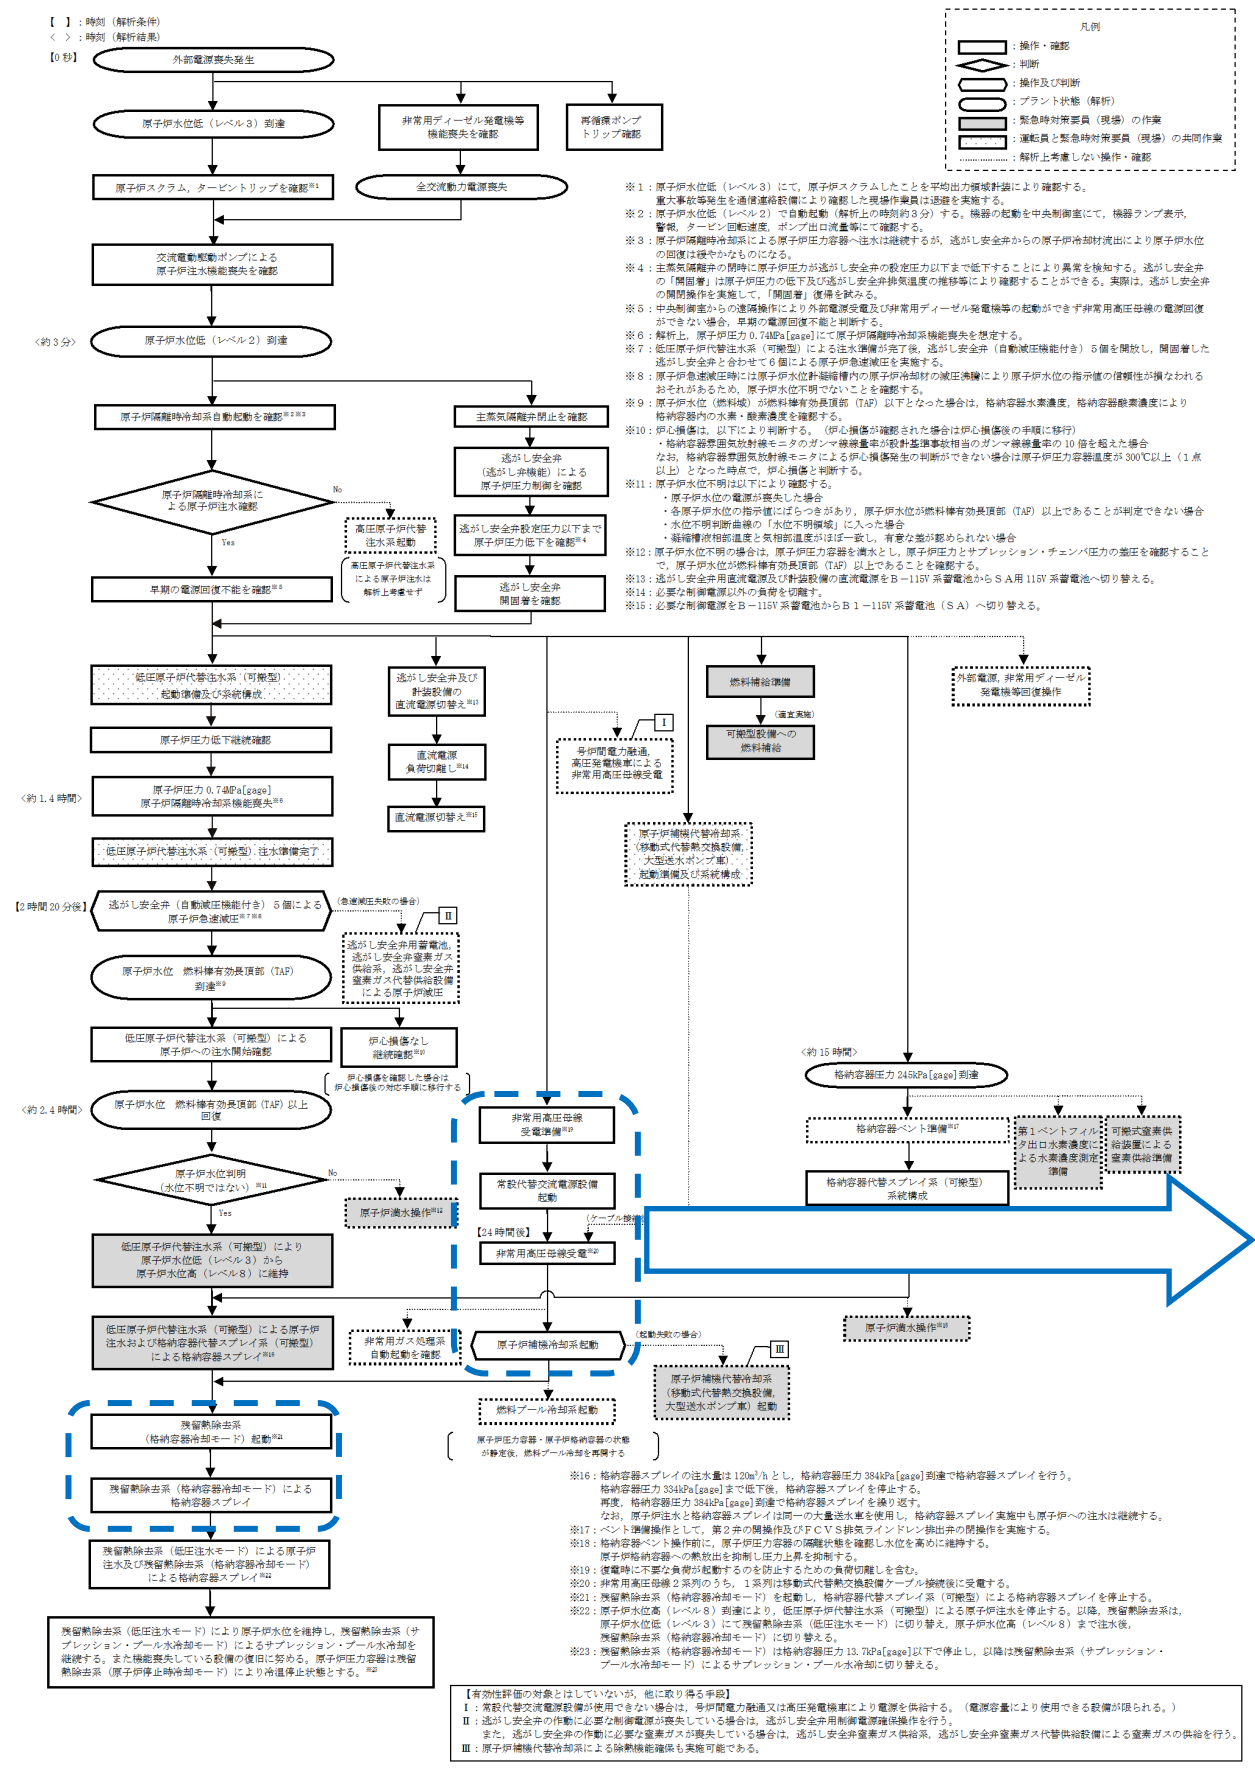 【　】：時刻（解析条件）
＜　＞：時刻（解析結果）
【0秒】
外部電源喪失発生
原子炉水位低（レベル３）到達
非常用ディーゼル発電機等
機能喪失を確認
再循環ポンプ
トリップ確認
原子炉スクラム，タービントリップを確認※1
全交流動力電源喪失
交流電動駆動ポンプによる
原子炉注水機能喪失を確認
<約３分>
原子炉水位低（レベル２）到達
原子炉隔離時冷却系自動起動を確認※2※3
主蒸気隔離弁閉止を確認
逃がし安全弁
（逃がし弁機能）による
原子炉圧力制御を確認
原子炉隔離時冷却系に
よる原子炉注水確認
No
Yes
高圧原子炉代替
注水系起動
高圧原子炉代替注水系
による原子炉注水は
解析上考慮せず
逃がし安全弁設定圧力以下まで
原子炉圧力低下を確認※4
早期の電源回復不能を確認※5
逃がし安全弁
開固着を確認
凡例
：操作・確認
：判断
：操作及び判断
：プラント状態（解析）
：緊急時対策要員（現場）の作業
：運転員と緊急時対策要員（現場）の共同作業
：解析上考慮しない操作・確認
※１：原子炉水位低（レベル３）にて，原子炉スクラムしたことを平均出力領域計装により確認する。
重大事故等発生を通信連絡設備により確認した現場作業員は退避を実施する。
※２：原子炉水位低（レベル２）で自動起動（解析上の時刻約３分）する。機器の起動を中央制御室にて，機器ランプ表示，
警報，タービン回転速度，ポンプ出口流量等にて確認する。
※３：原子炉隔離時冷却系による原子炉圧力容器へ注水は継続するが，逃がし安全弁からの原子炉冷却材流出により原子炉水位
の回復は緩やかなものになる。
※４：主蒸気隔離弁の閉時に原子炉圧力が逃がし安全弁の設定圧力以下まで低下することにより異常を検知する。逃がし安全弁
の「開固着」は原子炉圧力の低下及び逃がし安全弁排気温度の推移等により確認することができる。実際は，逃がし安全弁
の開閉操作を実施して，「開固着」復帰を試みる。
※５：中央制御室からの遠隔操作により外部電源受電及び非常用ディーゼル発電機等の起動ができず非常用高圧母線の電源回復
ができない場合，早期の電源回復不能と判断する。
※６：解析上，原子炉圧力0.74MPa[gage]にて原子炉隔離時冷却系機能喪失を想定する。
※７：低圧原子炉代替注水系（可搬型）による注水準備が完了後，逃がし安全弁（自動減圧機能付き）５個を開放し，開固着した
逃がし安全弁と合わせて６個による原子炉急速減圧を実施する。
※８：原子炉急速減圧時には原子炉水位計凝縮槽内の原子炉冷却材の減圧沸騰により原子炉水位の指示値の信頼性が損なわれる
おそれがあるため，原子炉水位不明でないことを確認する。
※９：原子炉水位（燃料域）が燃料棒有効長頂部（TAF）以下となった場合は，格納容器水素濃度，格納容器酸素濃度により
格納容器内の水素・酸素濃度を確認する。
※10：炉心損傷は，以下により判断する。（炉心損傷が確認された場合は炉心損傷後の手順に移行）
・格納容器雰囲気放射線モニタのガンマ線線量率が設計基準事故相当のガンマ線線量率の10倍を超えた場合
なお，格納容器雰囲気放射線モニタによる炉心損傷発生の判断ができない場合は原子炉圧力容器温度が300℃以上（１点
以上）となった時点で，炉心損傷と判断する。
※11：原子炉水位不明は以下により確認する。
・原子炉水位の電源が喪失した場合
・各原子炉水位の指示値にばらつきがあり，原子炉水位が燃料棒有効長頂部（TAF）以上であることが判定できない場合
・水位不明判断曲線の「水位不明領域」に入った場合
・凝縮槽液相部温度と気相部温度がほぼ一致し，有意な差が認められない場合
※12：原子炉水位不明の場合は，原子炉圧力容器を満水とし，原子炉圧力とサプレッション・チェンバ圧力の差圧を確認すること
で，原子炉水位が燃料棒有効長頂部（TAF）以上であることを確認する。
※13：逃がし安全弁用直流電源及び計装設備の直流電源をＢ－115V系蓄電池からＳＡ用115V系蓄電池へ切り替える。
※14：必要な制御電源以外の負荷を切離す。
※15：必要な制御電源をＢ－115V系蓄電池からＢ１－115V系蓄電池（ＳＡ）へ切り替える。
低圧原子炉代替注水系（可搬型）
起動準備及び系統構成
逃がし安全弁及び
計装設備の
直流電源切替え※13
燃料補給準備
外部電源，非常用ディーゼル
発電機等回復操作
原子炉圧力低下継続確認
直流電源
負荷切離し※14
Ⅰ
号炉間電力融通，
高圧発電機車による
非常用高圧母線受電
（適宜実施）
可搬型設備への
燃料補給
<約1.4時間>
原子炉圧力0.74MPa[gage]
原子炉隔離時冷却系機能喪失※6
直流電源切替え※15
低圧原子炉代替注水系（可搬型）注水準備完了
原子炉補機代替冷却系
（移動式代替熱交換設備，
大型送水ポンプ車）
起動準備及び系統構成
【2時間20分後】
逃がし安全弁（自動減圧機能付き）５個による
原子炉急速減圧※7※8
（急速減圧失敗の場合）
Ⅱ
逃がし安全弁用蓄電池，
逃がし安全弁窒素ガス
供給系，逃がし安全弁
窒素ガス代替供給設備
による原子炉減圧
原子炉水位　燃料棒有効長頂部（TAF）
到達※9
低圧原子炉代替注水系（可搬型）による
原子炉への注水開始確認
炉心損傷なし
継続確認※10
炉心損傷を確認した場合は
炉心損傷後の対応手順に移行する
<約2.4時間>
原子炉水位　燃料棒有効長頂部（TAF）以上
回復
<約15時間>
格納容器圧力245kPa[gage]到達
非常用高圧母線
受電準備※19
格納容器ベント準備※17
第１ベントフィル
タ出口水素濃度に
よる水素濃度測定
準備
可搬式窒素供
給装置による
窒素供給準備
原子炉水位判明
（水位不明ではない）※11
No
Yes
原子炉満水操作※12
常設代替交流電源設備
起動
格納容器代替スプレイ系（可搬型）
系統構成
【24時間後】
（ケーブル接続
非常用高圧母線受電※20
低圧原子炉代替注水系（可搬型）により
原子炉水位低（レベル３）から
原子炉水位高（レベル８）に維持
低圧原子炉代替注水系（可搬型）による原子炉
注水および格納容器代替スプレイ系（可搬型）
による格納容器スプレイ※16
非常用ガス処理系
自動起動を確認
原子炉補機冷却系起動
（起動失敗の場合）
Ⅲ
原子炉満水操作※18
原子炉補機代替冷却系
（移動式代替熱交換設備，
大型送水ポンプ車）起動
燃料プール冷却系起動
原子炉圧力容器・原子炉格納容器の状態
が静定後，燃料プール冷却を再開する
残留熱除去系
（格納容器冷却モード）起動※21
残留熱除去系（格納容器冷却モード）による
格納容器スプレイ
残留熱除去系（低圧注水モード）による原子炉
注水及び残留熱除去系（格納容器冷却モード）
による格納容器スプレイ※22
残留熱除去系（低圧注水モード）により原子炉水位を維持し，残留熱除去系（サ
プレッション・プール水冷却モード）によるサプレッション・プール水冷却を
継続する。また機能喪失している設備の復旧に努める。原子炉圧力容器は残留
熱除去系（原子炉停止時冷却モード）により冷温停止状態とする。※23
※16：格納容器スプレイの注水量は120m³/hとし，格納容器圧力384kPa[gage]到達で格納容器スプレイを行う。
格納容器圧力334kPa[gage]まで低下後，格納容器スプレイを停止する。
再度，格納容器圧力384kPa[gage]到達で格納容器スプレイを繰り返す。
なお，原子炉注水と格納容器スプレイは同一の大量送水車を使用し，格納容器スプレイ実施中も原子炉への注水は継続する。
※17：ベント準備操作として，第２弁の開操作及びＦＣＶＳ排気ラインドレン排出弁の閉操作を実施する。
※18：格納容器ベント操作前に，原子炉圧力容器の隔離状態を確認し水位を高めに維持する。
原子炉格納容器への熱放出を抑制し圧力上昇を抑制する。
※19：復電時に不要な負荷が起動するのを防止するための負荷切離しを含む。
※20：非常用高圧母線２系列のうち，１系列は移動式代替熱交換設備ケーブル接続後に受電する。
※21：残留熱除去系（格納容器冷却モード）を起動し，格納容器代替スプレイ系（可搬型）による格納容器スプレイを停止する。
※22：原子炉水位高（レベル８）到達により，低圧原子炉代替注水系（可搬型）による原子炉注水を停止する。以降，残留熱除去系は，
原子炉水位低（レベル３）にて残留熱除去系（低圧注水モード）に切り替え，原子炉水位高（レベル８）まで注水後，
残留熱除去系（格納容器冷却モード）に切り替える。
※23：残留熱除去系（格納容器冷却モード）は格納容器圧力13.7kPa[gage]以下で停止し，以降は残留熱除去系（サプレッション・
プール水冷却モード）によるサプレッション・プール水冷却に切り替える。
【有効性評価の対象とはしていないが，他に取り得る手段】
Ⅰ：常設代替交流電源設備が使用できない場合は，号炉間電力融通又は高圧発電機車により電源を供給する。（電源容量により使用できる設備が限られる。）
Ⅱ：逃がし安全弁の作動に必要な制御電源が喪失している場合は，逃がし安全弁用制御電源確保操作を行う。
また，逃がし安全弁の作動に必要な窒素ガスが喪失している場合は，逃がし安全弁窒素ガス供給系，逃がし安全弁窒素ガス代替供給設備による窒素ガスの供給を行う。
Ⅲ：原子炉補機代替冷却系による除熱機能確保も実施可能である。